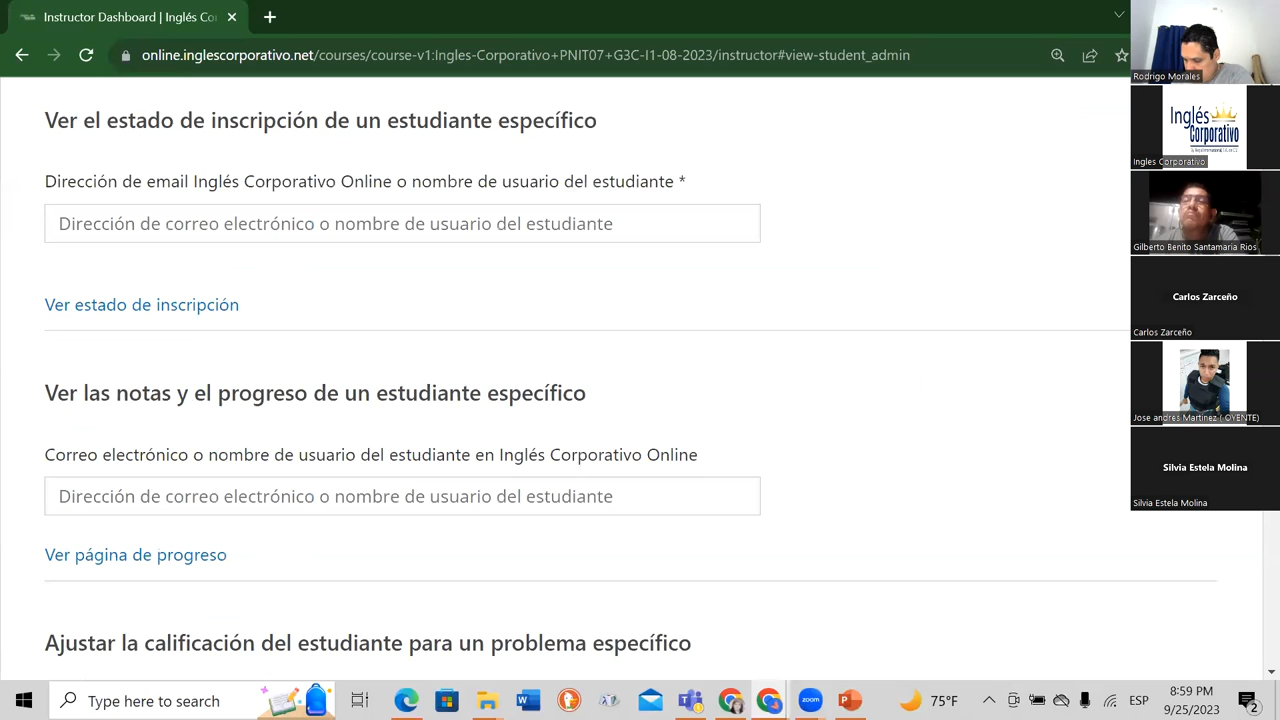 Instructor Dashboard | Inglés Co
online.inglescorporativo.net/courses/course-v1:Ingles-Corporativo+PNIT07+G3C-I1-08-2023/instructor#view-student_admin
Ver el estado de inscripción de un estudiante específico
Dirección de email Inglés Corporativo Online o nombre de usuario del estudiante *
Dirección de correo electrónico o nombre de usuario del estudiante
Ver estado de inscripción
Ver las notas y el progreso de un estudiante específico
Correo electrónico o nombre de usuario del estudiante en Inglés Corporativo Online
Dirección de correo electrónico o nombre de usuario del estudiante
Ver página de progreso
Ajustar la calificación del estudiante para un problema específico
Rodrigo Morales
Inglés
Corporativo
Ingles Corporativo
Gilberto Benito Santamaria Rios
Carlos Zarceño
Carlos Zarceño
Jose andres Martinez ( OYENTE)
Silvia Estela Molina
Silvia Estela Molina
Type here to search
zoom
75°F
ESP
8:59 PM
9/25/2023
2